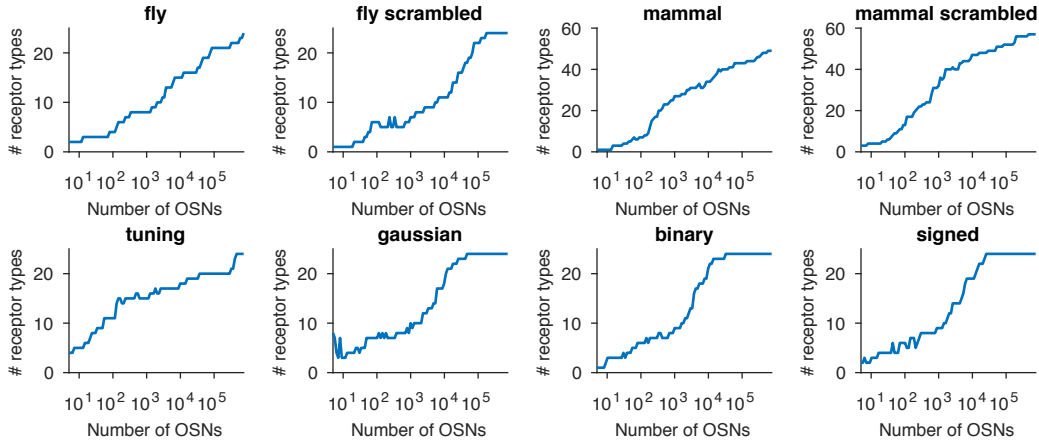 fly
# receptor types
20
10
0
10^1 10^2 10^3 10^4 10^5
Number of OSNs
fly scrambled
# receptor types
20
10
0
10^1 10^2 10^3 10^4 10^5
Number of OSNs
mammal
# receptor types
60
40
20
0
10^1 10^2 10^3 10^4 10^5
Number of OSNs
mammal scrambled
# receptor types
60
40
20
0
10^1 10^2 10^3 10^4 10^5
Number of OSNs
tuning
# receptor types
20
10
0
10^1 10^2 10^3 10^4 10^5
Number of OSNs
gaussian
# receptor types
20
10
0
10^1 10^2 10^3 10^4 10^5
Number of OSNs
binary
# receptor types
20
10
0
10^1 10^2 10^3 10^4 10^5
Number of OSNs
signed
# receptor types
20
10
0
10^1 10^2 10^3 10^4 10^5
Number of OSNs